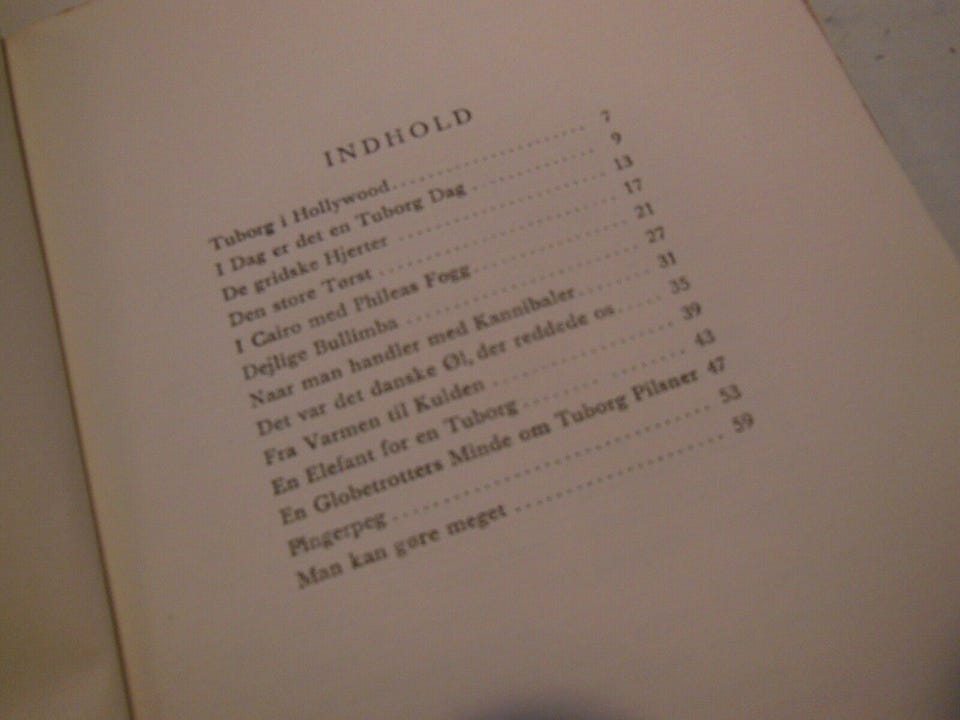 INDHOLD
Tuborg i Hollywood.................... 7
I Dag er det en Tuborg Dag ............ 9
De gridske Hjerter .................... 13
Den store Tørst ....................... 17
I Cairo med Phileas Fogg............... 21
Dejlige Bullimba ...................... 27
Naar man handler med Kannibaler........ 31
Det var det danske Øl, der reddede os..... 35
Fra Varmen til Kulden ................. 39
En Elefant for en Tuborg............... 43
En Globetrotters Minde om Tuborg Pilsner 47
Pingerpeg ............................. 53
Man kan gøre meget .................... 59